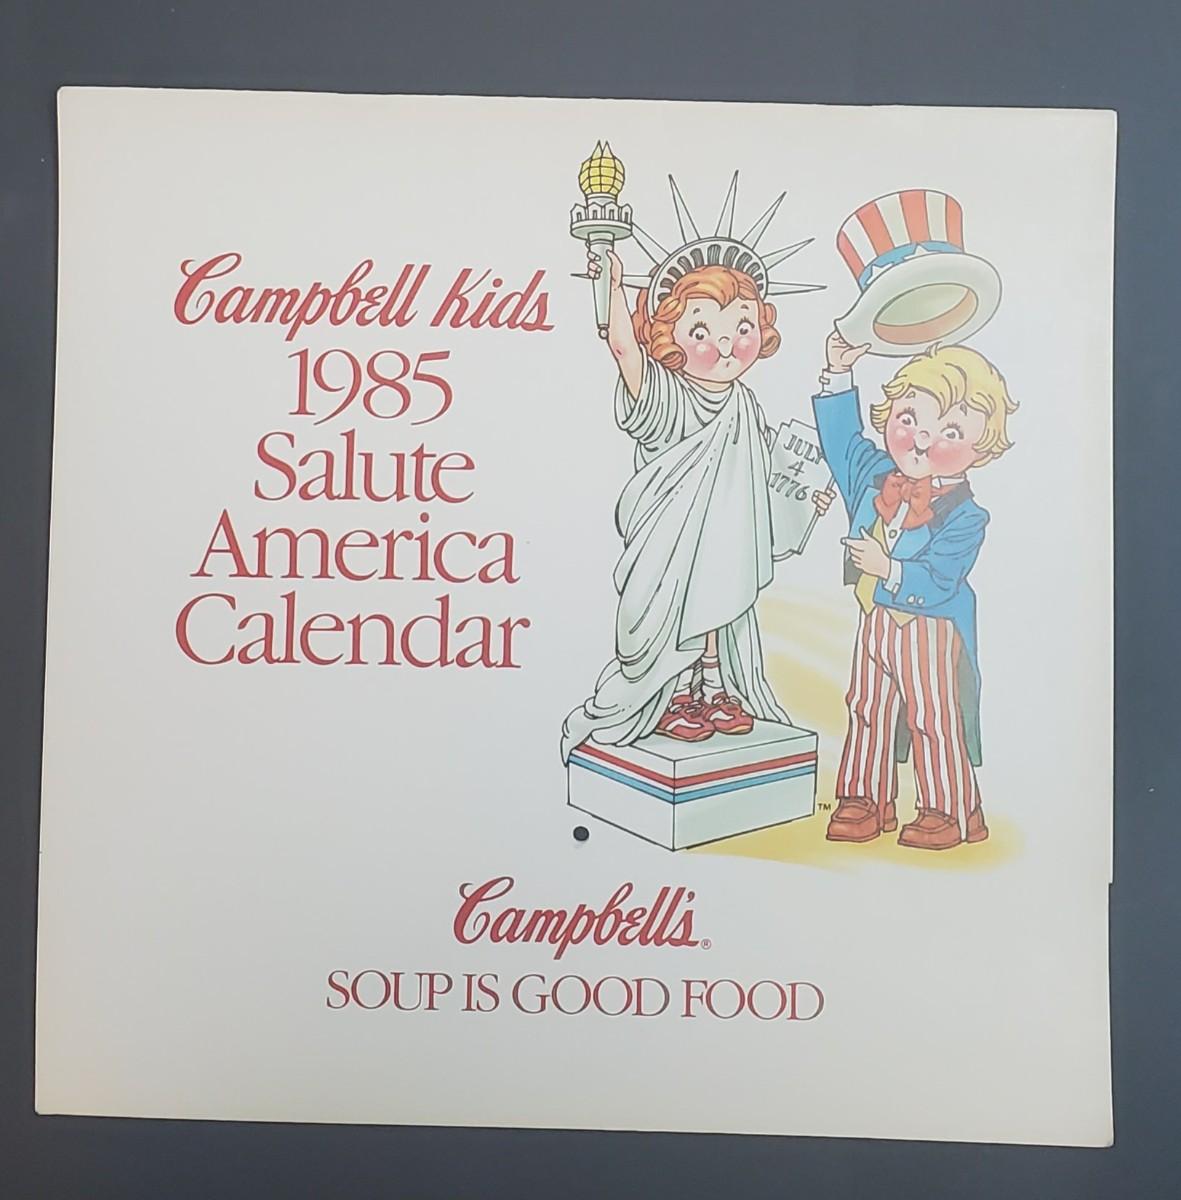 Campbell Kids
1985
Salute
America
Calendar
JULY
4
1776
TM
Campbell's®
SOUP IS GOOD FOOD